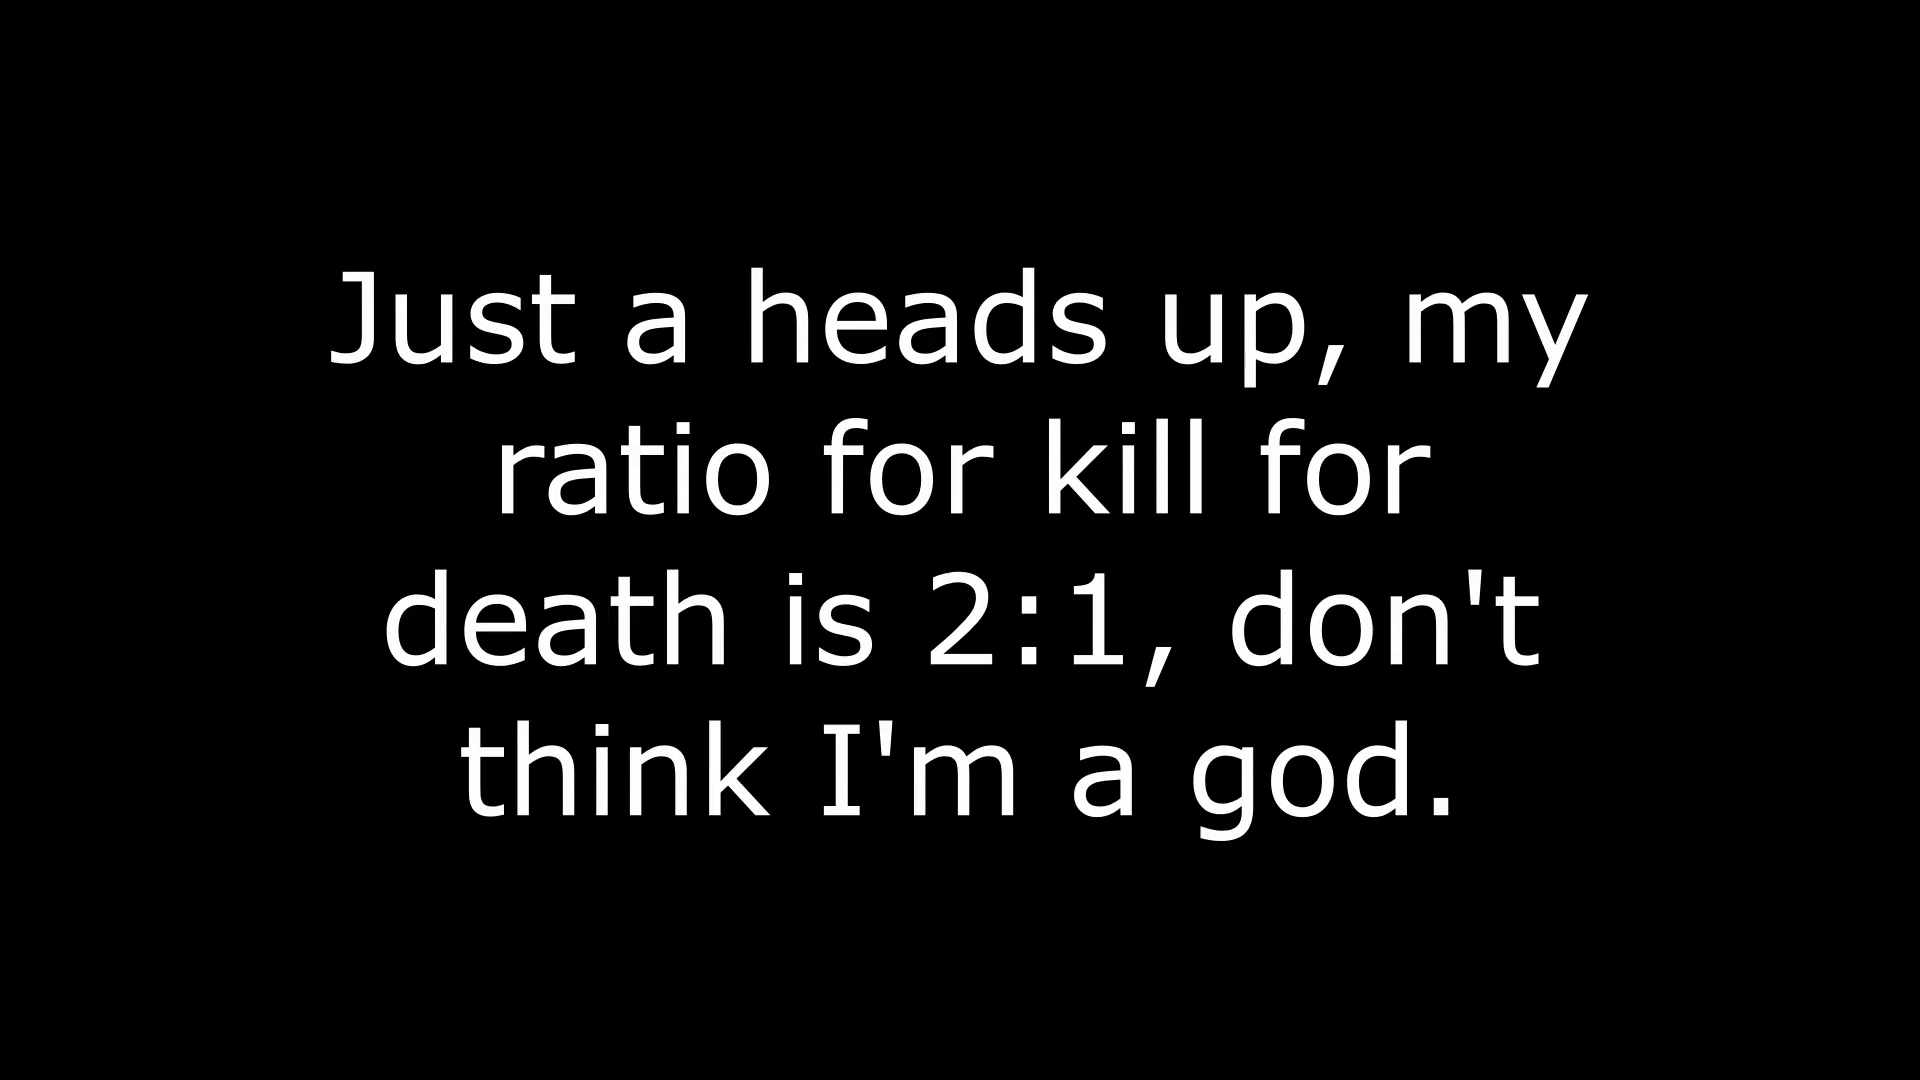 Just a heads up, my
ratio for kill for
death is 2:1, don't
think I'm a god.